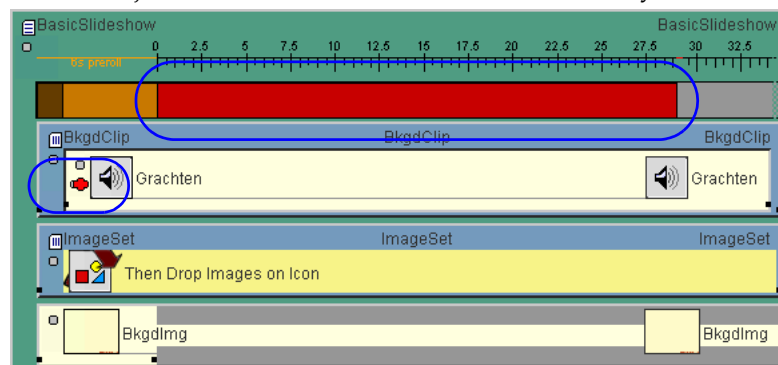 BasicSlideshow BasicSlideshow
0 2.5 5 7.5 10 12.5 15 17.5 20 22.5 25 27.5 30 32.5
6s preroll
BkgdClip BkgdClip BkgdClip
Grachten Grachten
ImageSet ImageSet ImageSet
Then Drop Images on Icon
BkgdImg BkgdImg